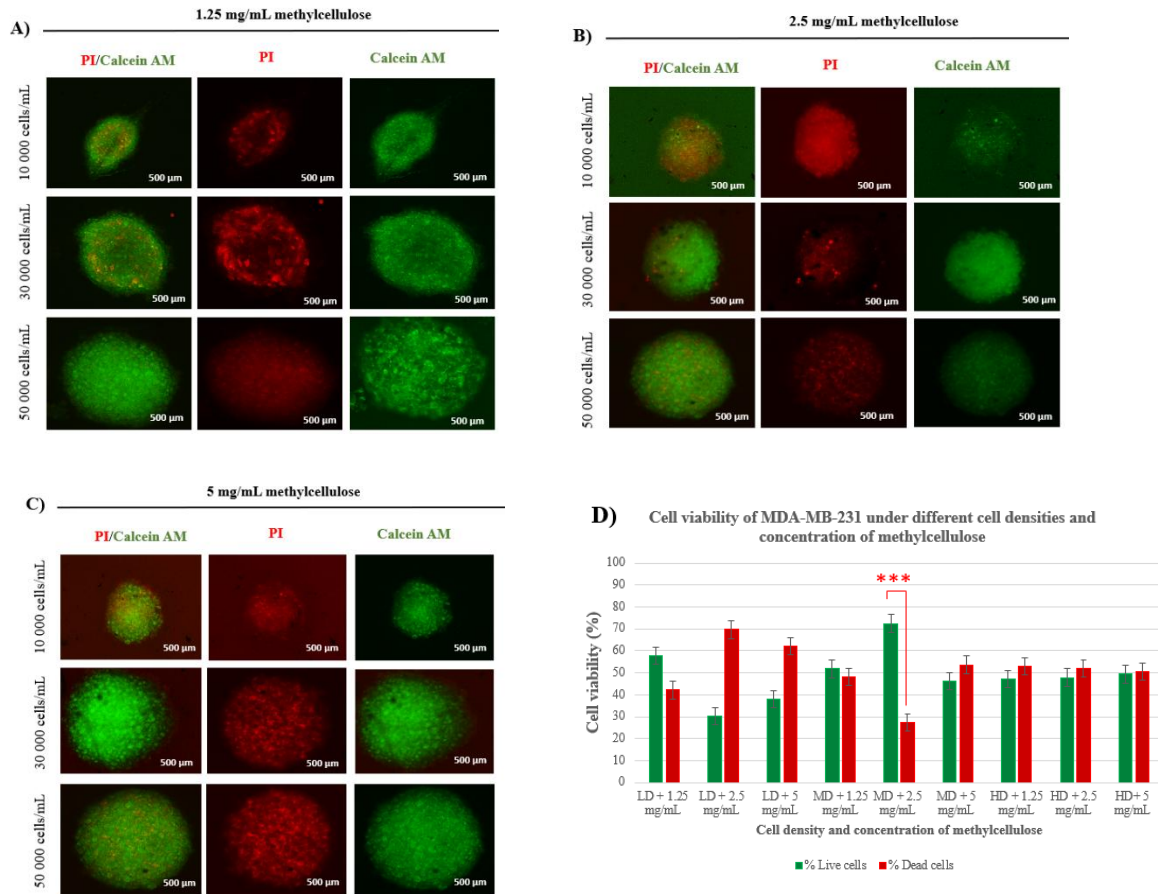 A)
1.25 mg/mL methylcellulose
PI/Calcein AM
PI
Calcein AM
10 000 cells/mL
500 µm
500 µm
500 µm
30 000 cells/mL
500 µm
500 µm
500 µm
50 000 cells/mL
500 µm
500 µm
500 µm
B)
2.5 mg/mL methylcellulose
PI/Calcein AM
PI
Calcein AM
10 000 cells/mL
500 µm
500 µm
500 µm
30 000 cells/mL
500 µm
500 µm
500 µm
50 000 cells/mL
500 µm
500 µm
500 µm
C)
5 mg/mL methylcellulose
PI/Calcein AM
PI
Calcein AM
10 000 cells/mL
500 µm
500 µm
500 µm
30 000 cells/mL
500 µm
500 µm
500 µm
50 000 cells/mL
500 µm
500 µm
500 µm
D)
Cell viability of MDA-MB-231 under different cell densities and
concentration of methylcellulose
Cell viability (%)
100
90
80
70
60
50
40
30
20
10
0
***
LD + 1.25
mg/mL
LD + 2.5
mg/mL
LD + 5
mg/mL
MD + 1.25
mg/mL
MD + 2.5
mg/mL
MD + 5
mg/mL
HD + 1.25
mg/mL
HD + 2.5
mg/mL
HD+ 5
mg/mL
Cell density and concentration of methylcellulose
% Live cells
% Dead cells